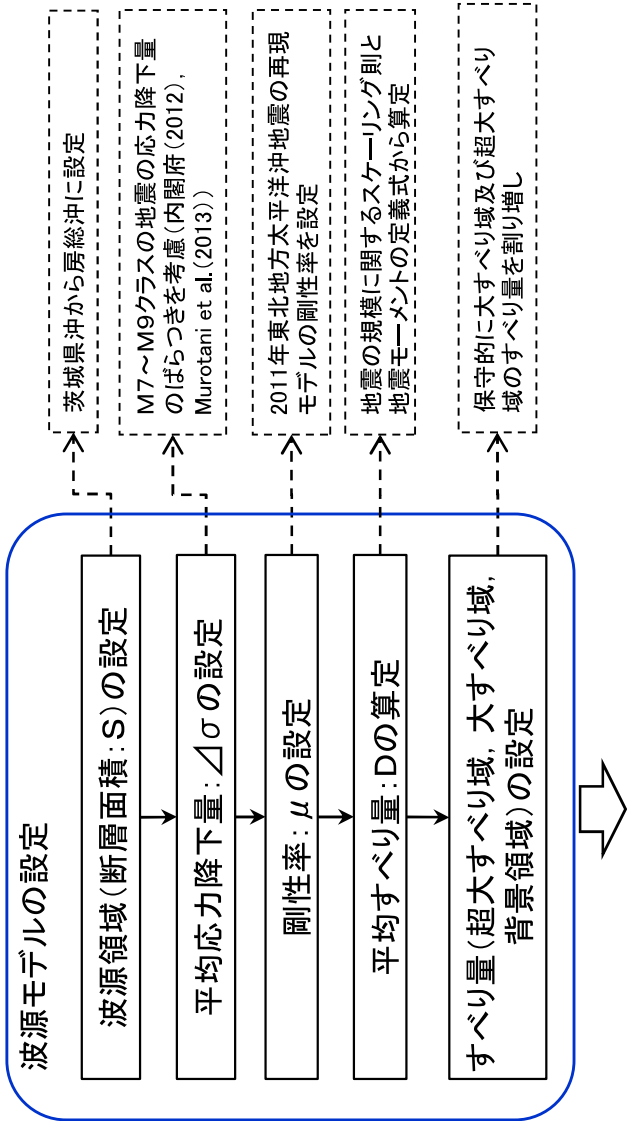 波源モデルの設定
波源領域(断層面積:S)の設定
茨城県沖から房総沖に設定
平均応力降下量:⊿σの設定
M7～M9クラスの地震の応力降下量
のばらつきを考慮(内閣府(2012),
Murotani et al.(2013))
剛性率:μの設定
2011年東北地方太平洋沖地震の再現
モデルの剛性率を設定
平均すべり量:Dの算定
地震の規模に関するスケーリング則と
地震モーメントの定義式から算定
すべり量(超大すべり域,大すべり域,
背景領域)の設定
保守的に大すべり域及び超大すべり
域のすべり量を割り増し